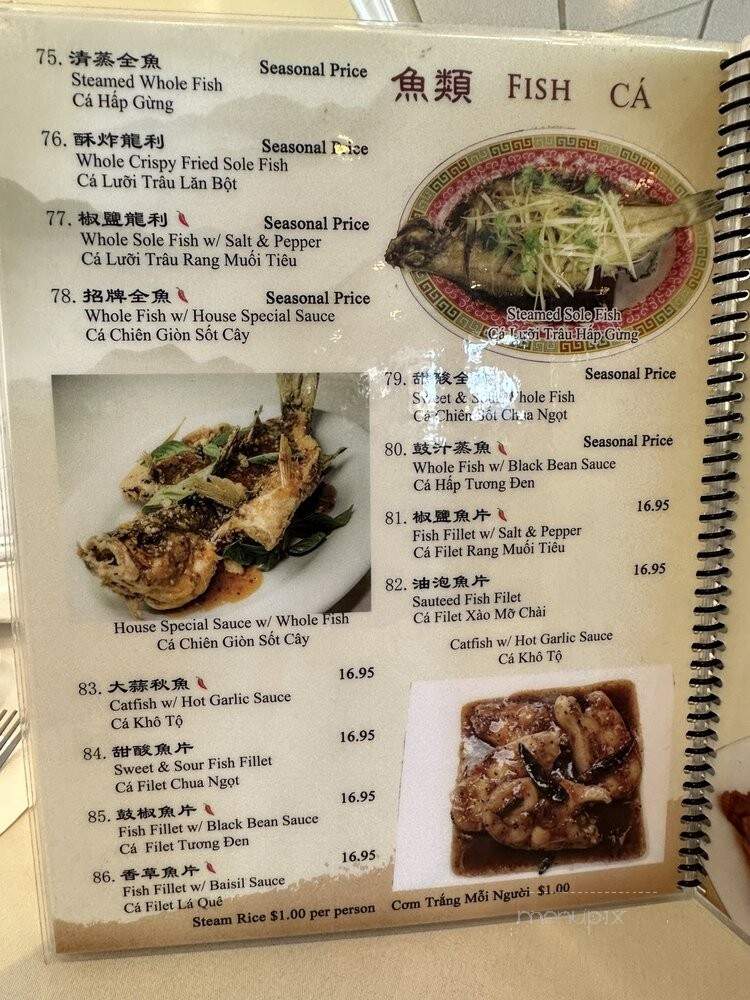 魚類 FISH CÁ
75. 清蒸全魚 Seasonal Price
Steamed Whole Fish
Cá Hấp Gừng
76. 酥炸龍利 Seasonal Price
Whole Crispy Fried Sole Fish
Cá Lưỡi Trâu Lăn Bột
77. 椒鹽龍利 Seasonal Price
Whole Sole Fish w/ Salt & Pepper
Cá Lưỡi Trâu Rang Muối Tiêu
78. 招牌全魚 Seasonal Price
Whole Fish w/ House Special Sauce
Cá Chiên Giòn Sốt Cây
Steamed Sole Fish
Cá Lưỡi Trâu Hấp Gừng
House Special Sauce w/ Whole Fish
Cá Chiên Giòn Sốt Cây
79. 甜酸全 Seasonal Price
Sweet & Sour Whole Fish
Cá Chiên Sốt Chua Ngọt
80. 鼓汁蒸魚 Seasonal Price
Whole Fish w/ Black Bean Sauce
Cá Hấp Tương Đen
81. 椒鹽魚片 16.95
Fish Fillet w/ Salt & Pepper
Cá Filet Rang Muối Tiêu
82. 油泡魚片 16.95
Sauteed Fish Filet
Cá Filet Xào Mỡ Chài
Catfish w/ Hot Garlic Sauce
Cá Khô Tộ
83. 大蒜秋魚 16.95
Catfish w/ Hot Garlic Sauce
Cá Khô Tộ
84. 甜酸魚片 16.95
Sweet & Sour Fish Fillet
Cá Filet Chua Ngọt
85. 鼓椒魚片 16.95
Fish Fillet w/ Black Bean Sauce
Cá Filet Tương Đen
86. 香草魚片 16.95
Fish Fillet w/ Baisil Sauce
Cá Filet Lá Quê
Steam Rice $1.00 per person Cơm Trắng Mỗi Người $1.00
menupix